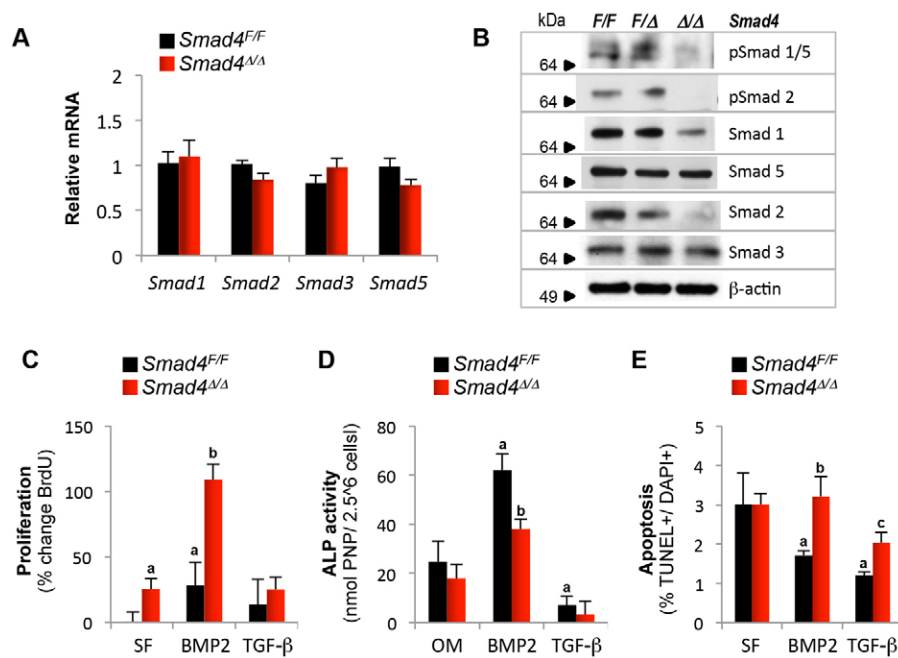 A
Smad4F/F
Smad4Δ/Δ
Relative mRNA
2
1.5
1
0.5
0
Smad1 Smad2 Smad3 Smad5
B
kDa F/F F/Δ Δ/Δ Smad4
64 pSmad 1/5
64 pSmad 2
64 Smad 1
64 Smad 5
64 Smad 2
64 Smad 3
49 β-actin
C
Smad4F/F
Smad4Δ/Δ
Proliferation
(% change BrdU)
150
100
50
0
a
a
b
SF BMP2 TGF-β
D
Smad4F/F
Smad4Δ/Δ
ALP activity
(nmol PNP/ 2.5^6 cellsl)
80
60
40
20
0
a
b
a
OM BMP2 TGF-β
E
Smad4F/F
Smad4Δ/Δ
Apoptosis
(% TUNEL+/ DAPI+)
5
4
3
2
1
0
a
b
a
c
SF BMP2 TGF-β